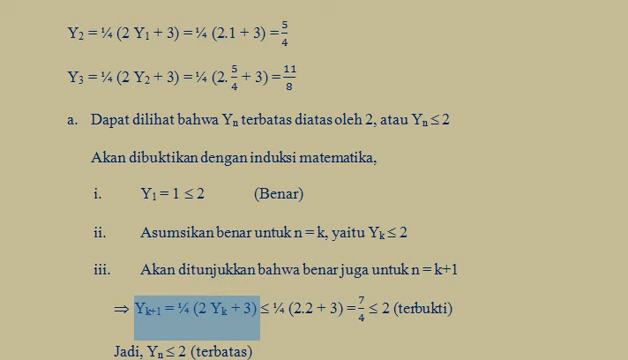 Y₂ = ¼ (2 Y₁ + 3) = ¼ (2.1 + 3) = 5/4
Y₃ = ¼ (2 Y₂ + 3) = ¼ (2. 5/4 + 3) = 11/8
a. Dapat dilihat bahwa Yₙ terbatas diatas oleh 2, atau Yₙ ≤ 2
Akan dibuktikan dengan induksi matematika,
i. Y₁ = 1 ≤ 2 (Benar)
ii. Asumsikan benar untuk n = k, yaitu Yₖ ≤ 2
iii. Akan ditunjukkan bahwa benar juga untuk n = k+1
⇒ Yₖ₊₁ = ¼ (2 Yₖ + 3) ≤ ¼ (2.2 + 3) = 7/4 ≤ 2 (terbukti)
Jadi, Yₙ ≤ 2 (terbatas)